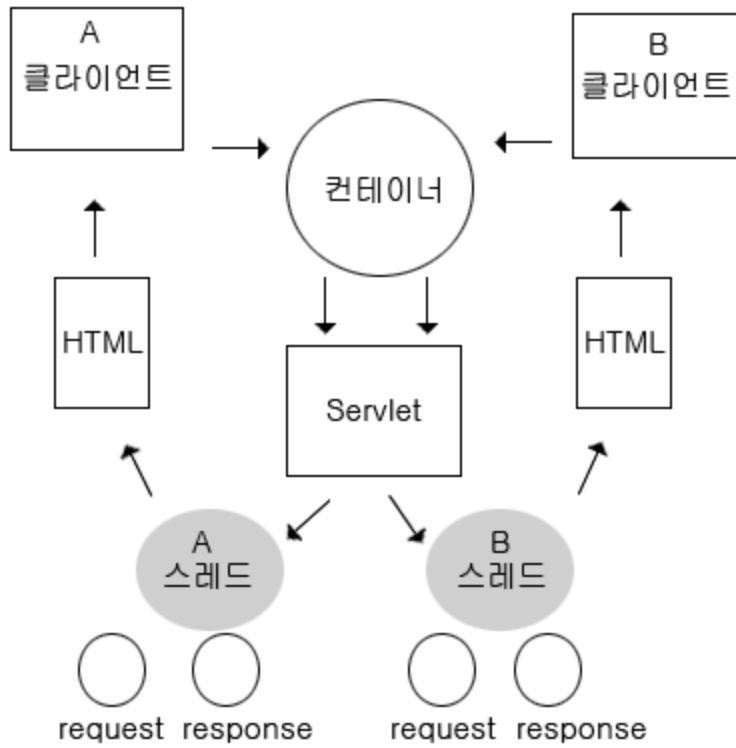 A
클라이언트
B
클라이언트
컨테이너
HTML
HTML
Servlet
A
스레드
B
스레드
request response
request response